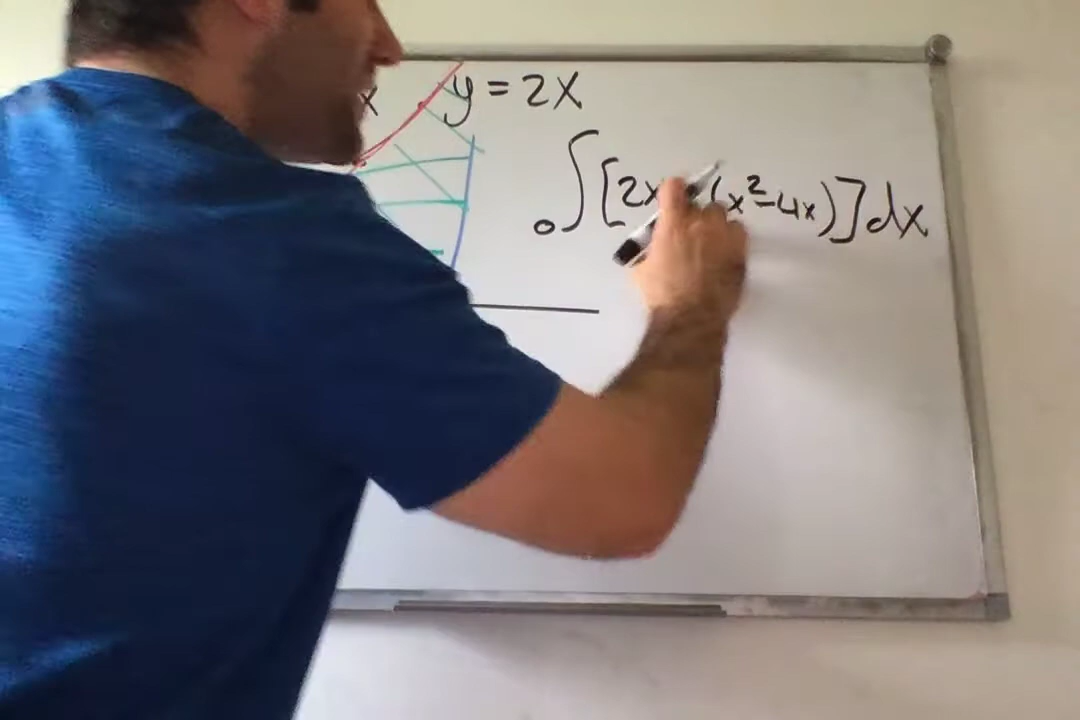 x y = 2x
∫₀ [2x (x²-4x)]dx